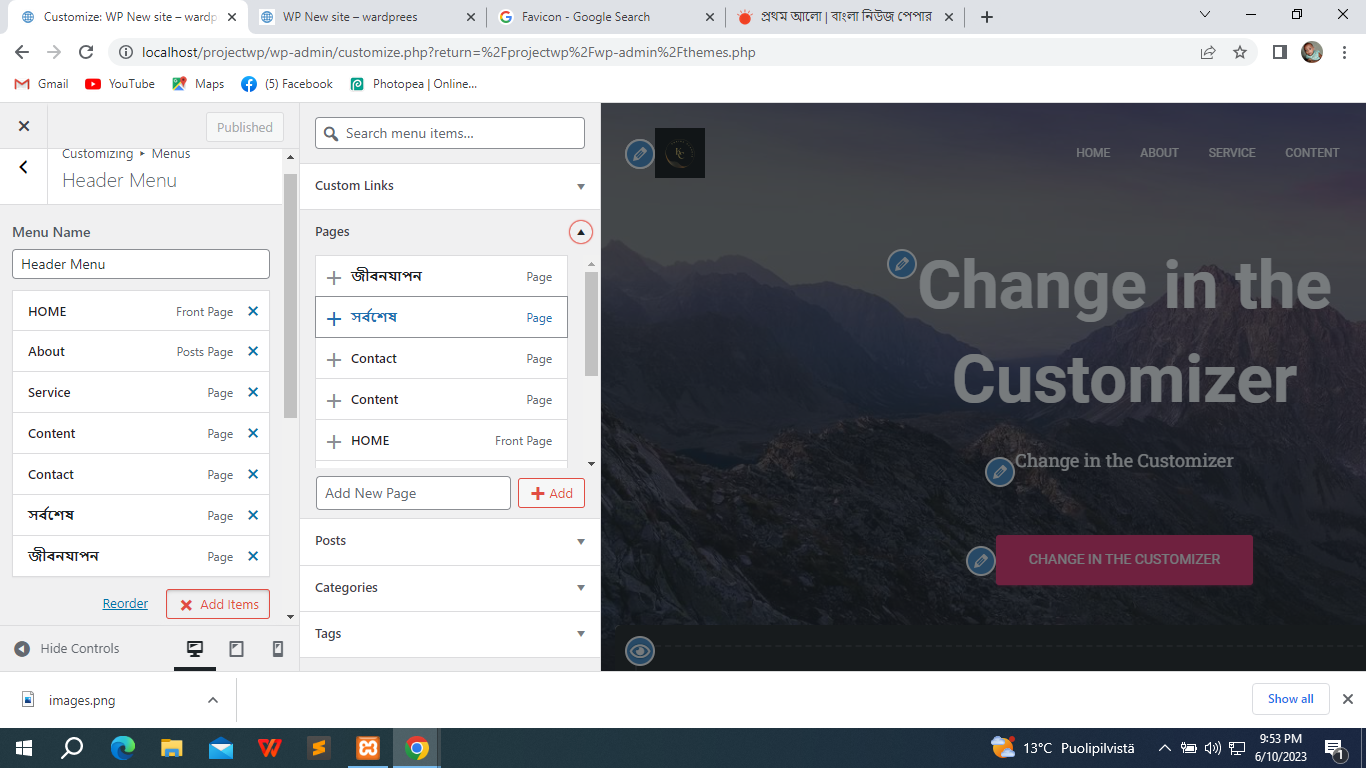 Customize: WP New site – wardp
WP New site – wardprees
Favicon - Google Search
প্রথম আলো | বাংলা নিউজ পেপার
localhost/projectwp/wp-admin/customize.php?return=%2Fprojectwp%2Fwp-admin%2Fthemes.php
Gmail
YouTube
Maps
(5) Facebook
Photopea | Online...
Published
Customizing ▸ Menus
Header Menu
Menu Name
Header Menu
HOME Front Page
About Posts Page
Service Page
Content Page
Contact Page
সর্বশেষ Page
জীবনযাপন Page
Reorder
Add Items
Hide Controls
Search menu items...
Custom Links
Pages
জীবনযাপন Page
সর্বশেষ Page
Contact Page
Content Page
HOME Front Page
Add New Page
Add
Posts
Categories
Tags
HOME ABOUT SERVICE CONTENT
Change in the
Customizer
Change in the Customizer
CHANGE IN THE CUSTOMIZER
images.png
Show all
13°C Puolipilvistä
9:53 PM
6/10/2023
1